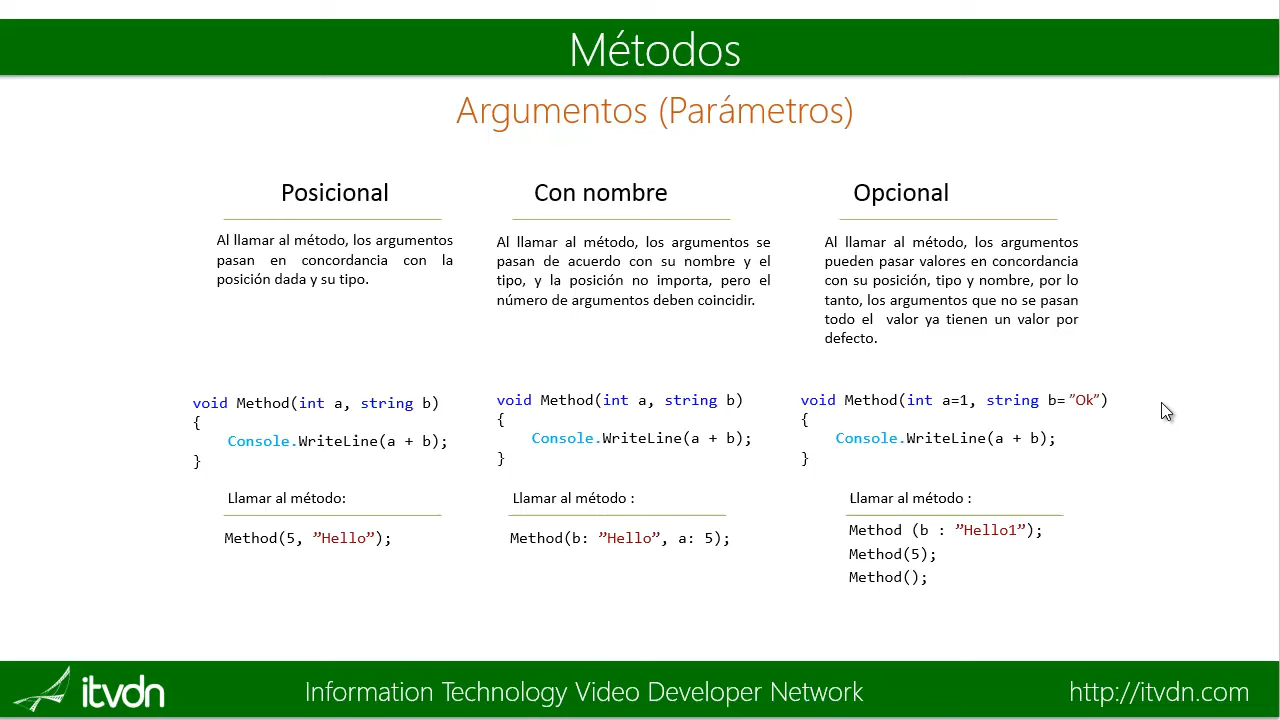 Métodos
Argumentos (Parámetros)
Posicional
Al llamar al método, los argumentos
pasan en concordancia con la
posición dada y su tipo.
void Method(int a, string b)
{
Console.WriteLine(a + b);
}
Llamar al método:
Method(5, ”Hello”);
Con nombre
Al llamar al método, los argumentos se
pasan de acuerdo con su nombre y el
tipo, y la posición no importa, pero el
número de argumentos deben coincidir.
void Method(int a, string b)
{
Console.WriteLine(a + b);
}
Llamar al método :
Method(b: ”Hello”, a: 5);
Opcional
Al llamar al método, los argumentos
pueden pasar valores en concordancia
con su posición, tipo y nombre, por lo
tanto, los argumentos que no se pasan
todo el valor ya tienen un valor por
defecto.
void Method(int a=1, string b= ”Ok”)
{
Console.WriteLine(a + b);
}
Llamar al método :
Method (b : ”Hello1”);
Method(5);
Method();
itvdn
Information Technology Video Developer Network
http://itvdn.com